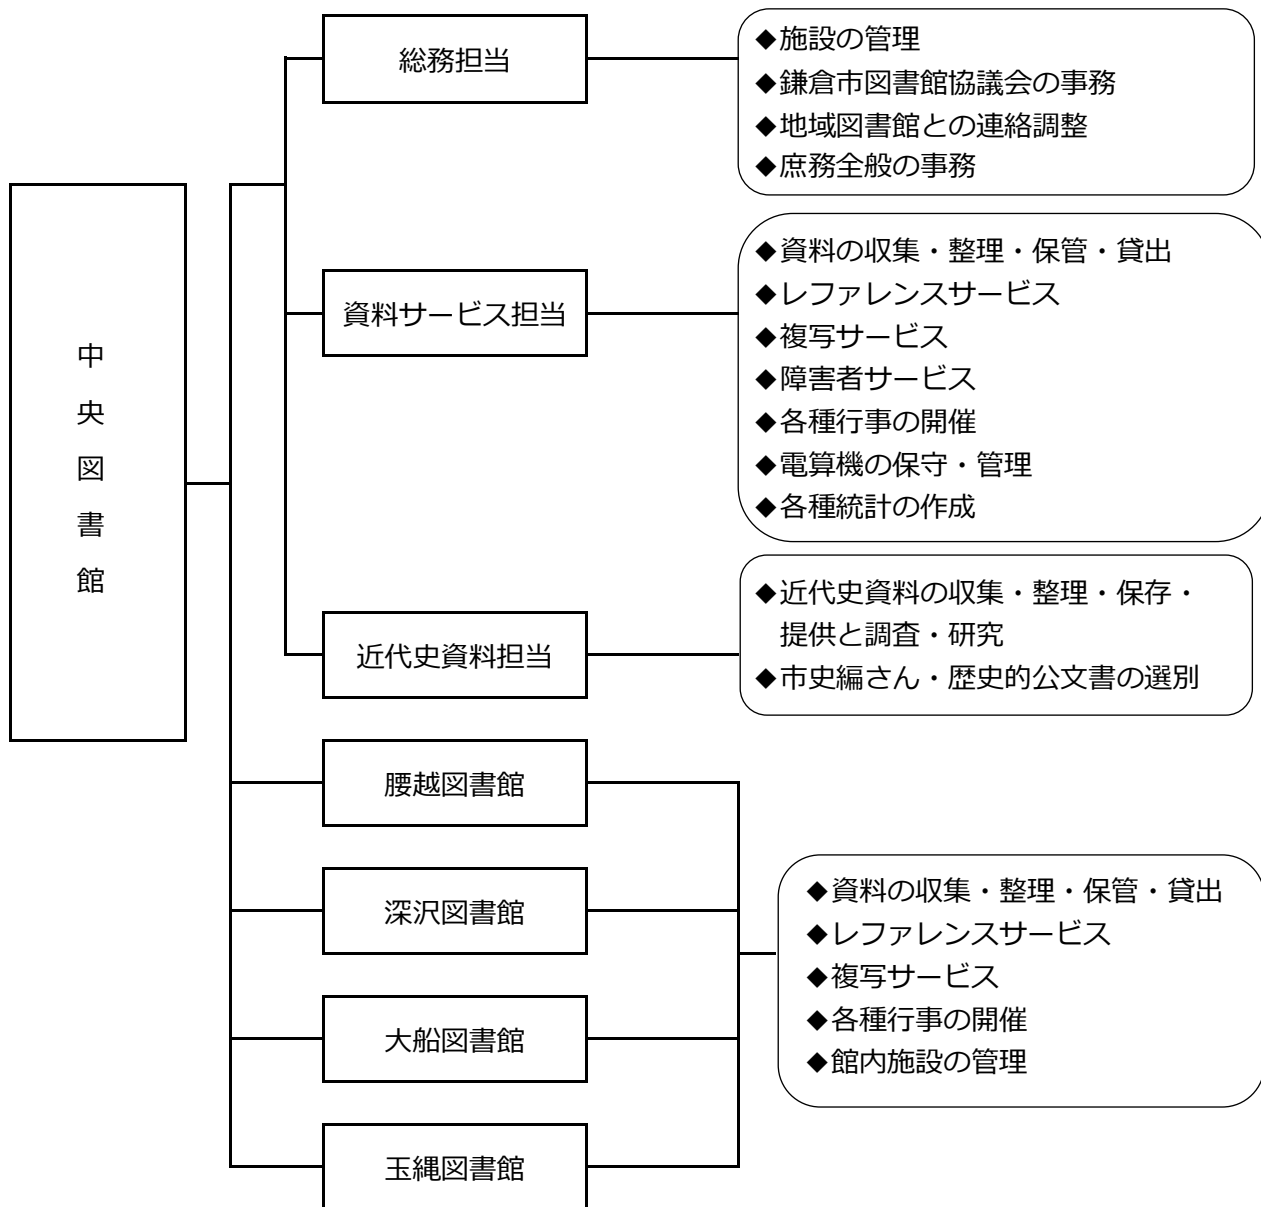 中央図書館
総務担当
◆施設の管理
◆鎌倉市図書館協議会の事務
◆地域図書館との連絡調整
◆庶務全般の事務
資料サービス担当
◆資料の収集・整理・保管・貸出
◆レファレンスサービス
◆複写サービス
◆障害者サービス
◆各種行事の開催
◆電算機の保守・管理
◆各種統計の作成
近代史資料担当
◆近代史資料の収集・整理・保存・
提供と調査・研究
◆市史編さん・歴史的公文書の選別
腰越図書館
深沢図書館
大船図書館
玉縄図書館
◆資料の収集・整理・保管・貸出
◆レファレンスサービス
◆複写サービス
◆各種行事の開催
◆館内施設の管理